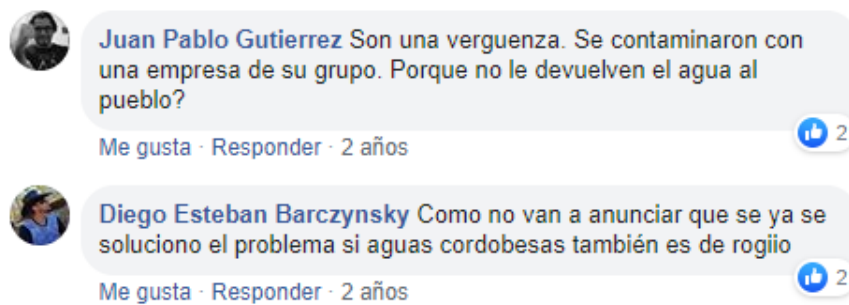 Juan Pablo Gutierrez Son una verguenza. Se contaminaron con
una empresa de su grupo. Porque no le devuelven el agua al
pueblo?
2
Me gusta · Responder · 2 años
Diego Esteban Barczynsky Como no van a anunciar que se ya se
soluciono el problema si aguas cordobesas también es de rogiio
2
Me gusta · Responder · 2 años